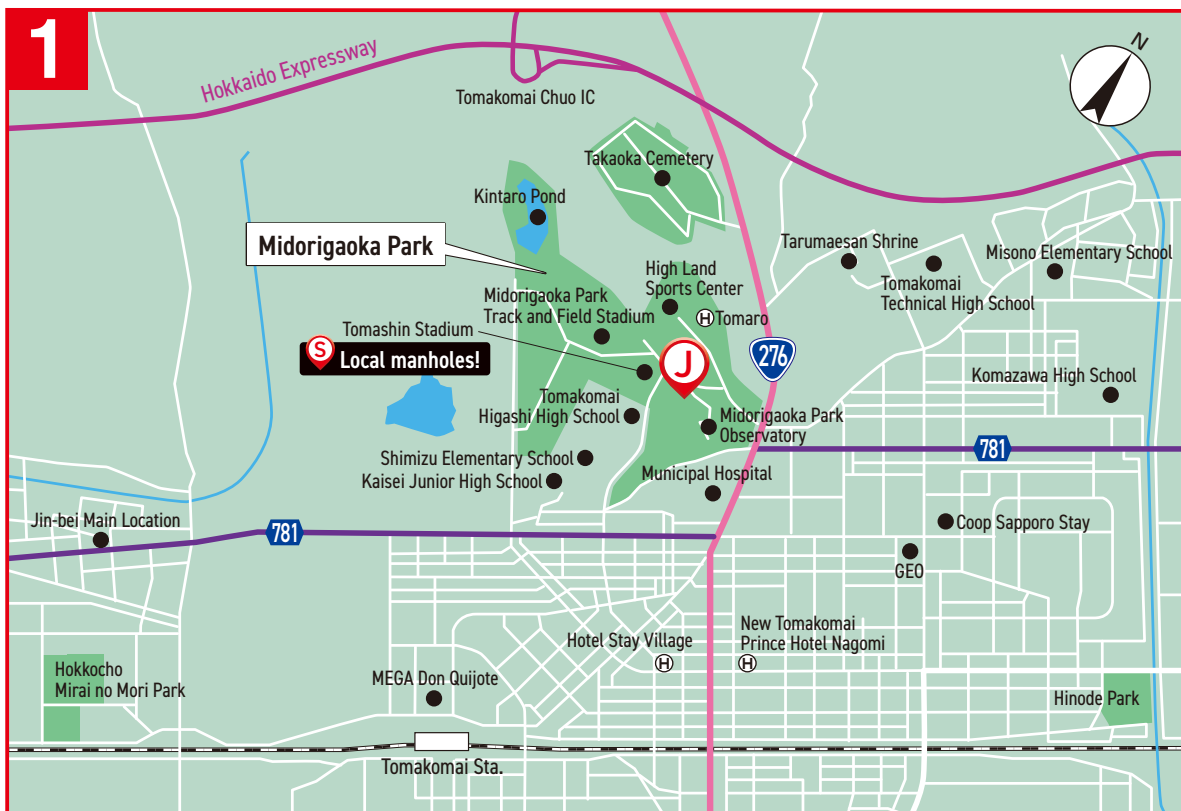 1
Hokkaido Expressway
Tomakomai Chuo IC
N
Takaoka Cemetery
Kintaro Pond
Midorigaoka Park
Tarumaesan Shrine
Misono Elementary School
High Land
Sports Center
Tomakomai
Technical High School
Midorigaoka Park
Track and Field Stadium
H Tomaro
Tomashin Stadium
S Local manholes!
J
276
Komazawa High School
Tomakomai
Higashi High School
Midorigaoka Park
Observatory
781
Shimizu Elementary School
Kaisei Junior High School
Municipal Hospital
Jin-bei Main Location
781
Coop Sapporo Stay
GEO
Hotel Stay Village
H
New Tomakomai
Prince Hotel Nagomi
H
Hokkocho
Mirai no Mori Park
MEGA Don Quijote
Hinode Park
Tomakomai Sta.